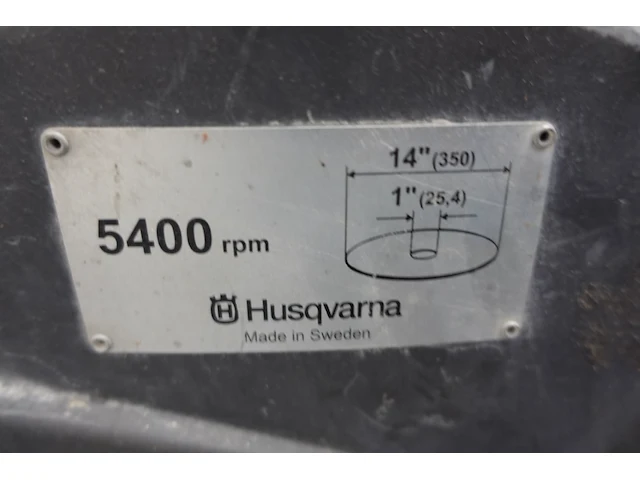 14"(350)
1"(25,4)
5400 rpm
Husqvarna
Made in Sweden